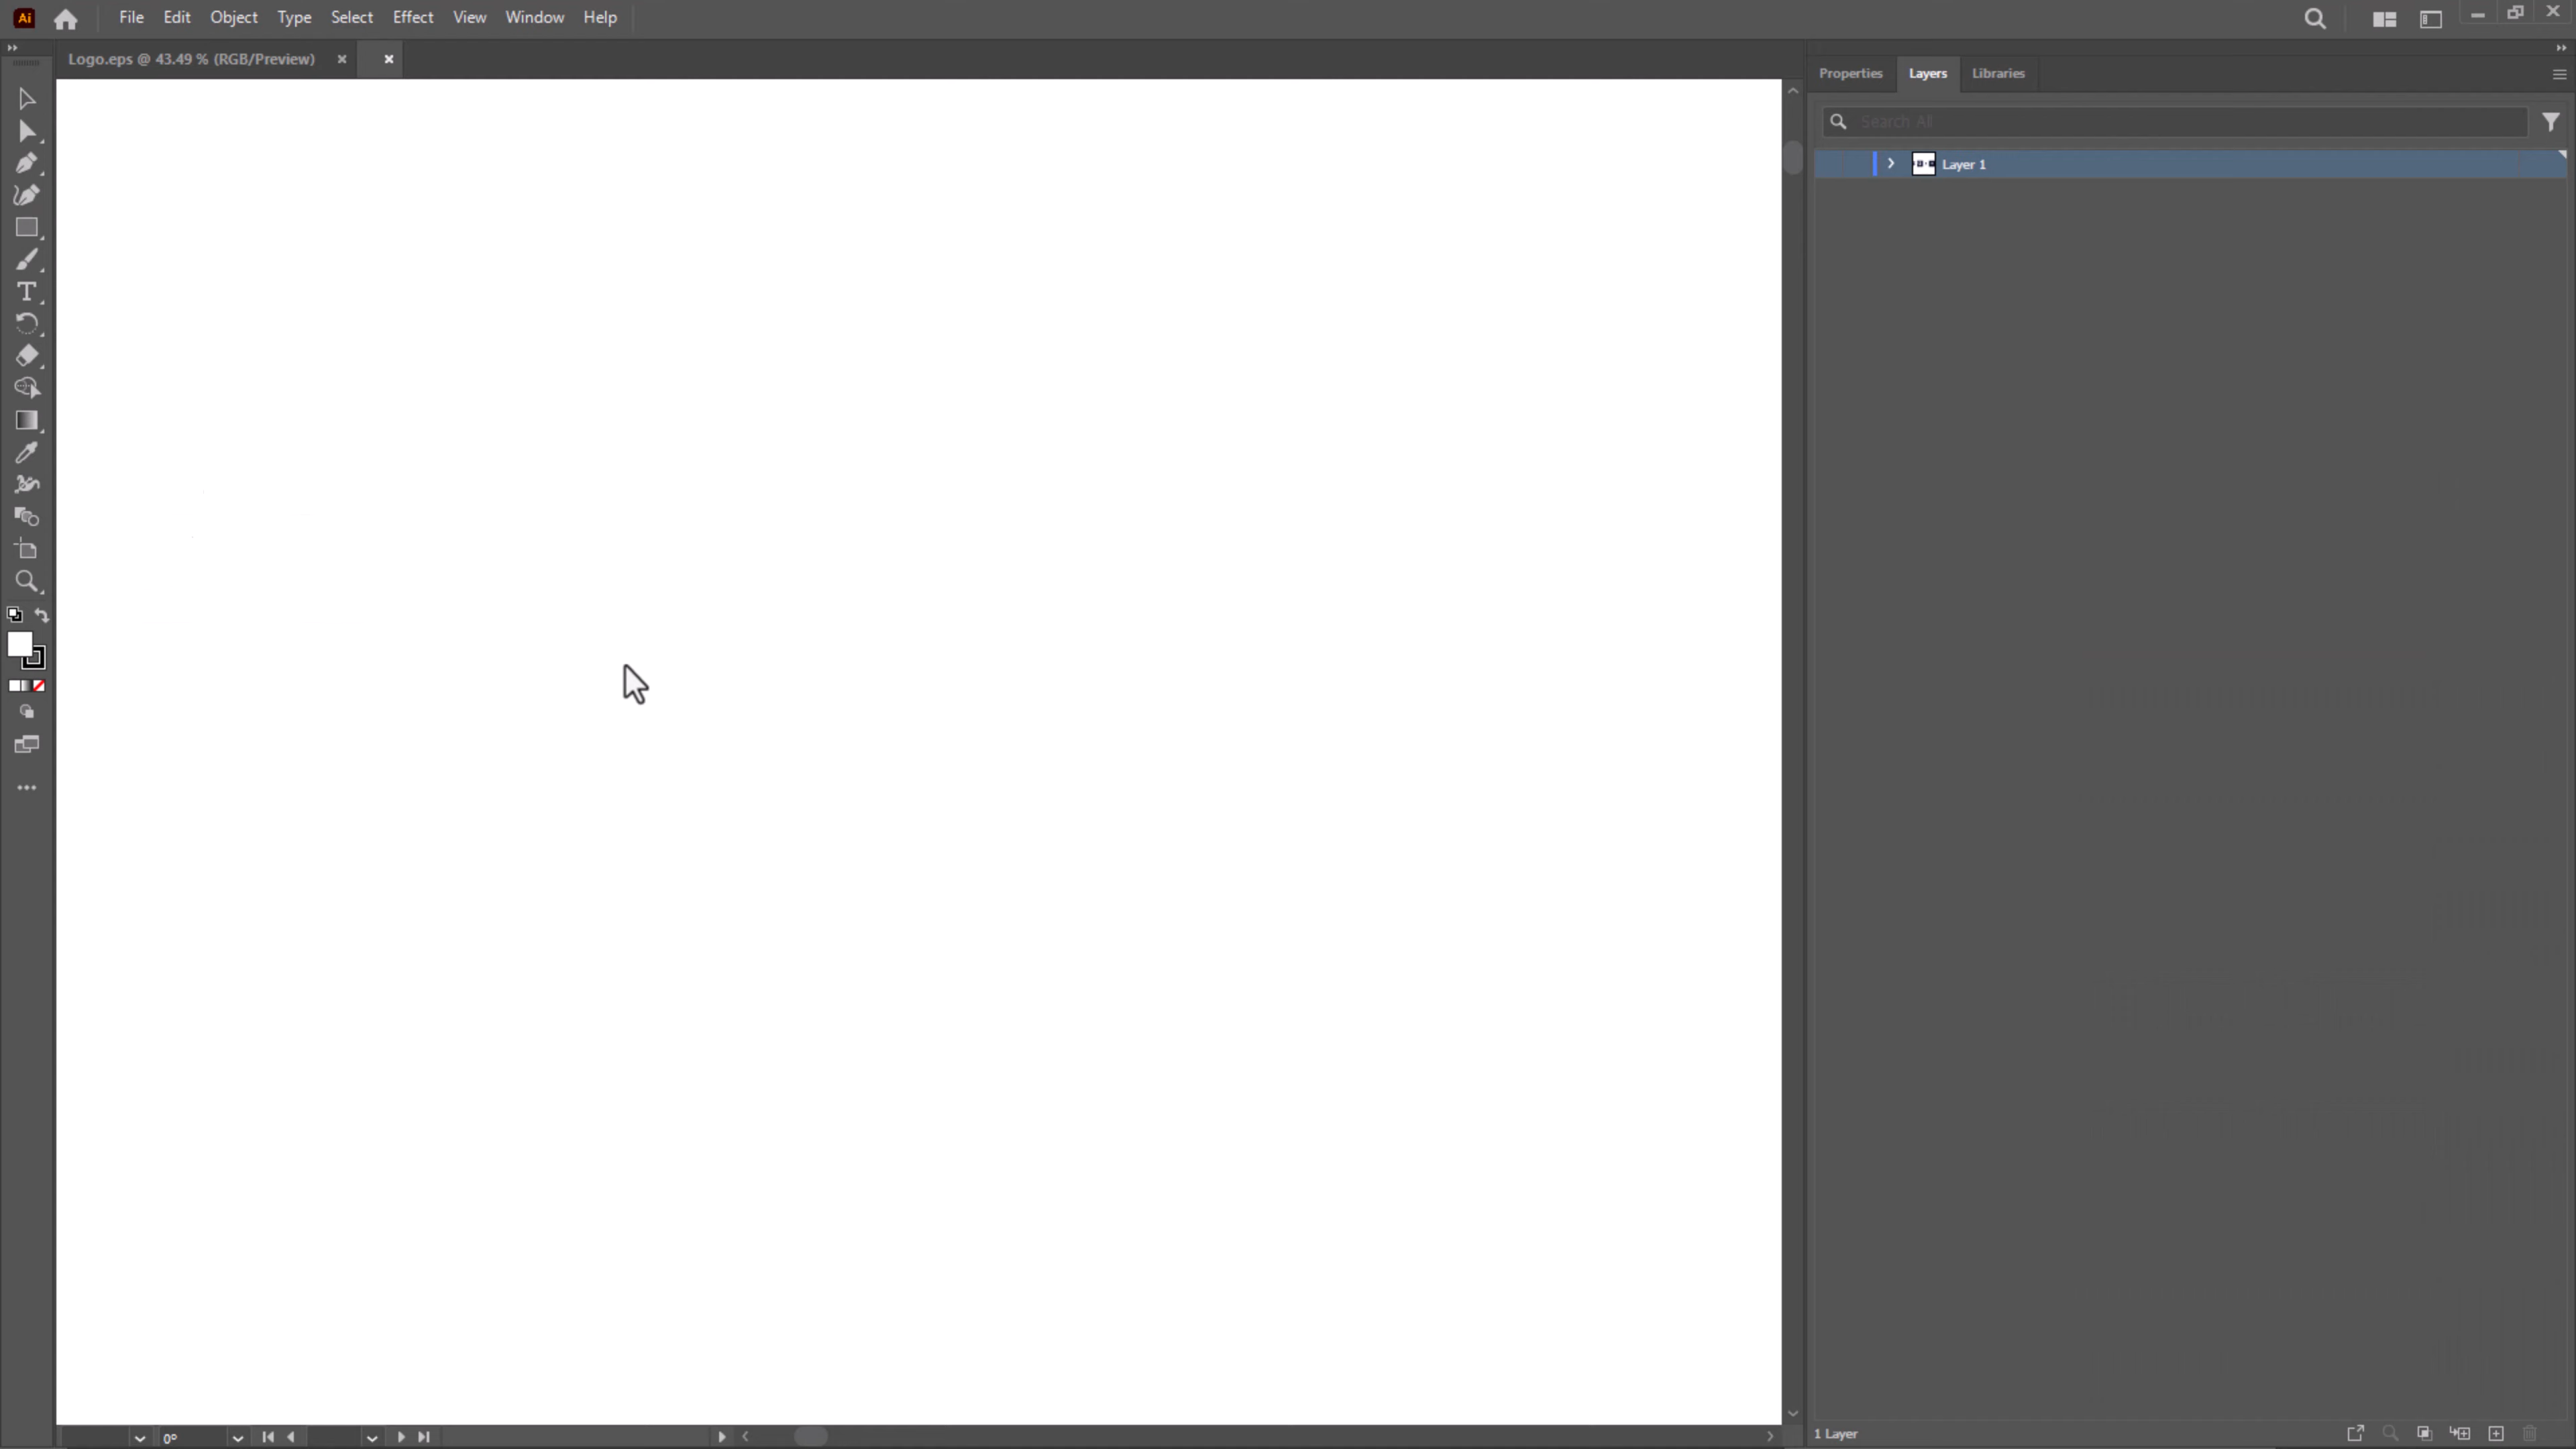 Ai File Edit Object Type Select Effect View Window Help
Logo.eps @ 43.49 % (RGB/Preview)
Properties Layers Libraries
Search All
Layer 1
0°
1 Layer